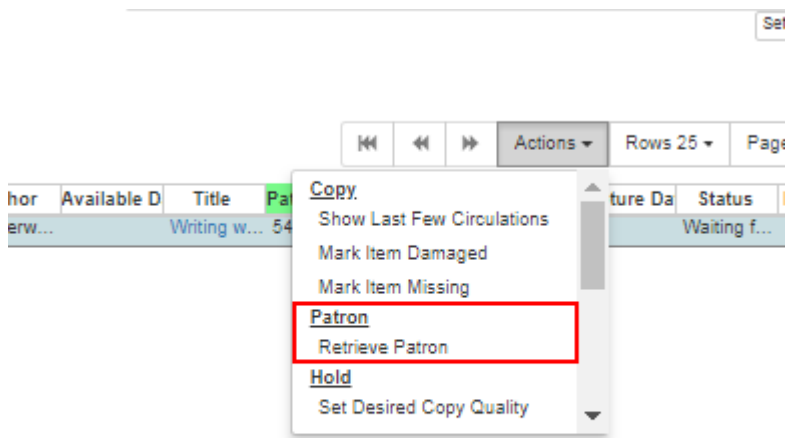 Set
Actions Rows 25 Page
hor Available D Title Pat ture Da Status
erw... Writing w... 54 Waiting f...
Copy
Show Last Few Circulations
Mark Item Damaged
Mark Item Missing
Patron
Retrieve Patron
Hold
Set Desired Copy Quality